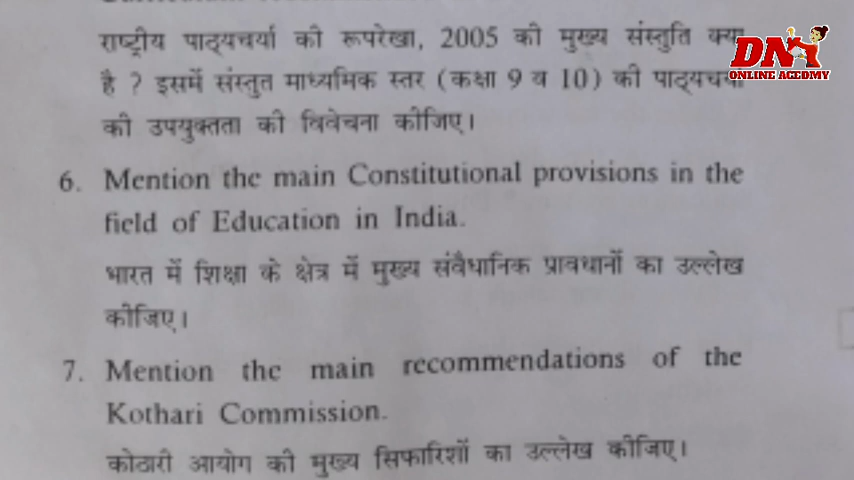 राष्ट्रीय पाठ्यचर्या की रूपरेखा, 2005 की मुख्य संस्तुति क्या
है ? इसमें संस्तुत माध्यमिक स्तर (कक्षा 9 व 10) की पाठ्यचर्या
की उपयुक्तता की विवेचना कीजिए।
6. Mention the main Constitutional provisions in the
field of Education in India.
भारत में शिक्षा के क्षेत्र में मुख्य संवैधानिक प्रावधानों का उल्लेख
कीजिए।
7. Mention the main recommendations of the
Kothari Commission.
कोठारी आयोग की मुख्य सिफारिशों का उल्लेख कीजिए।
DN
ONLINE ACEDMY